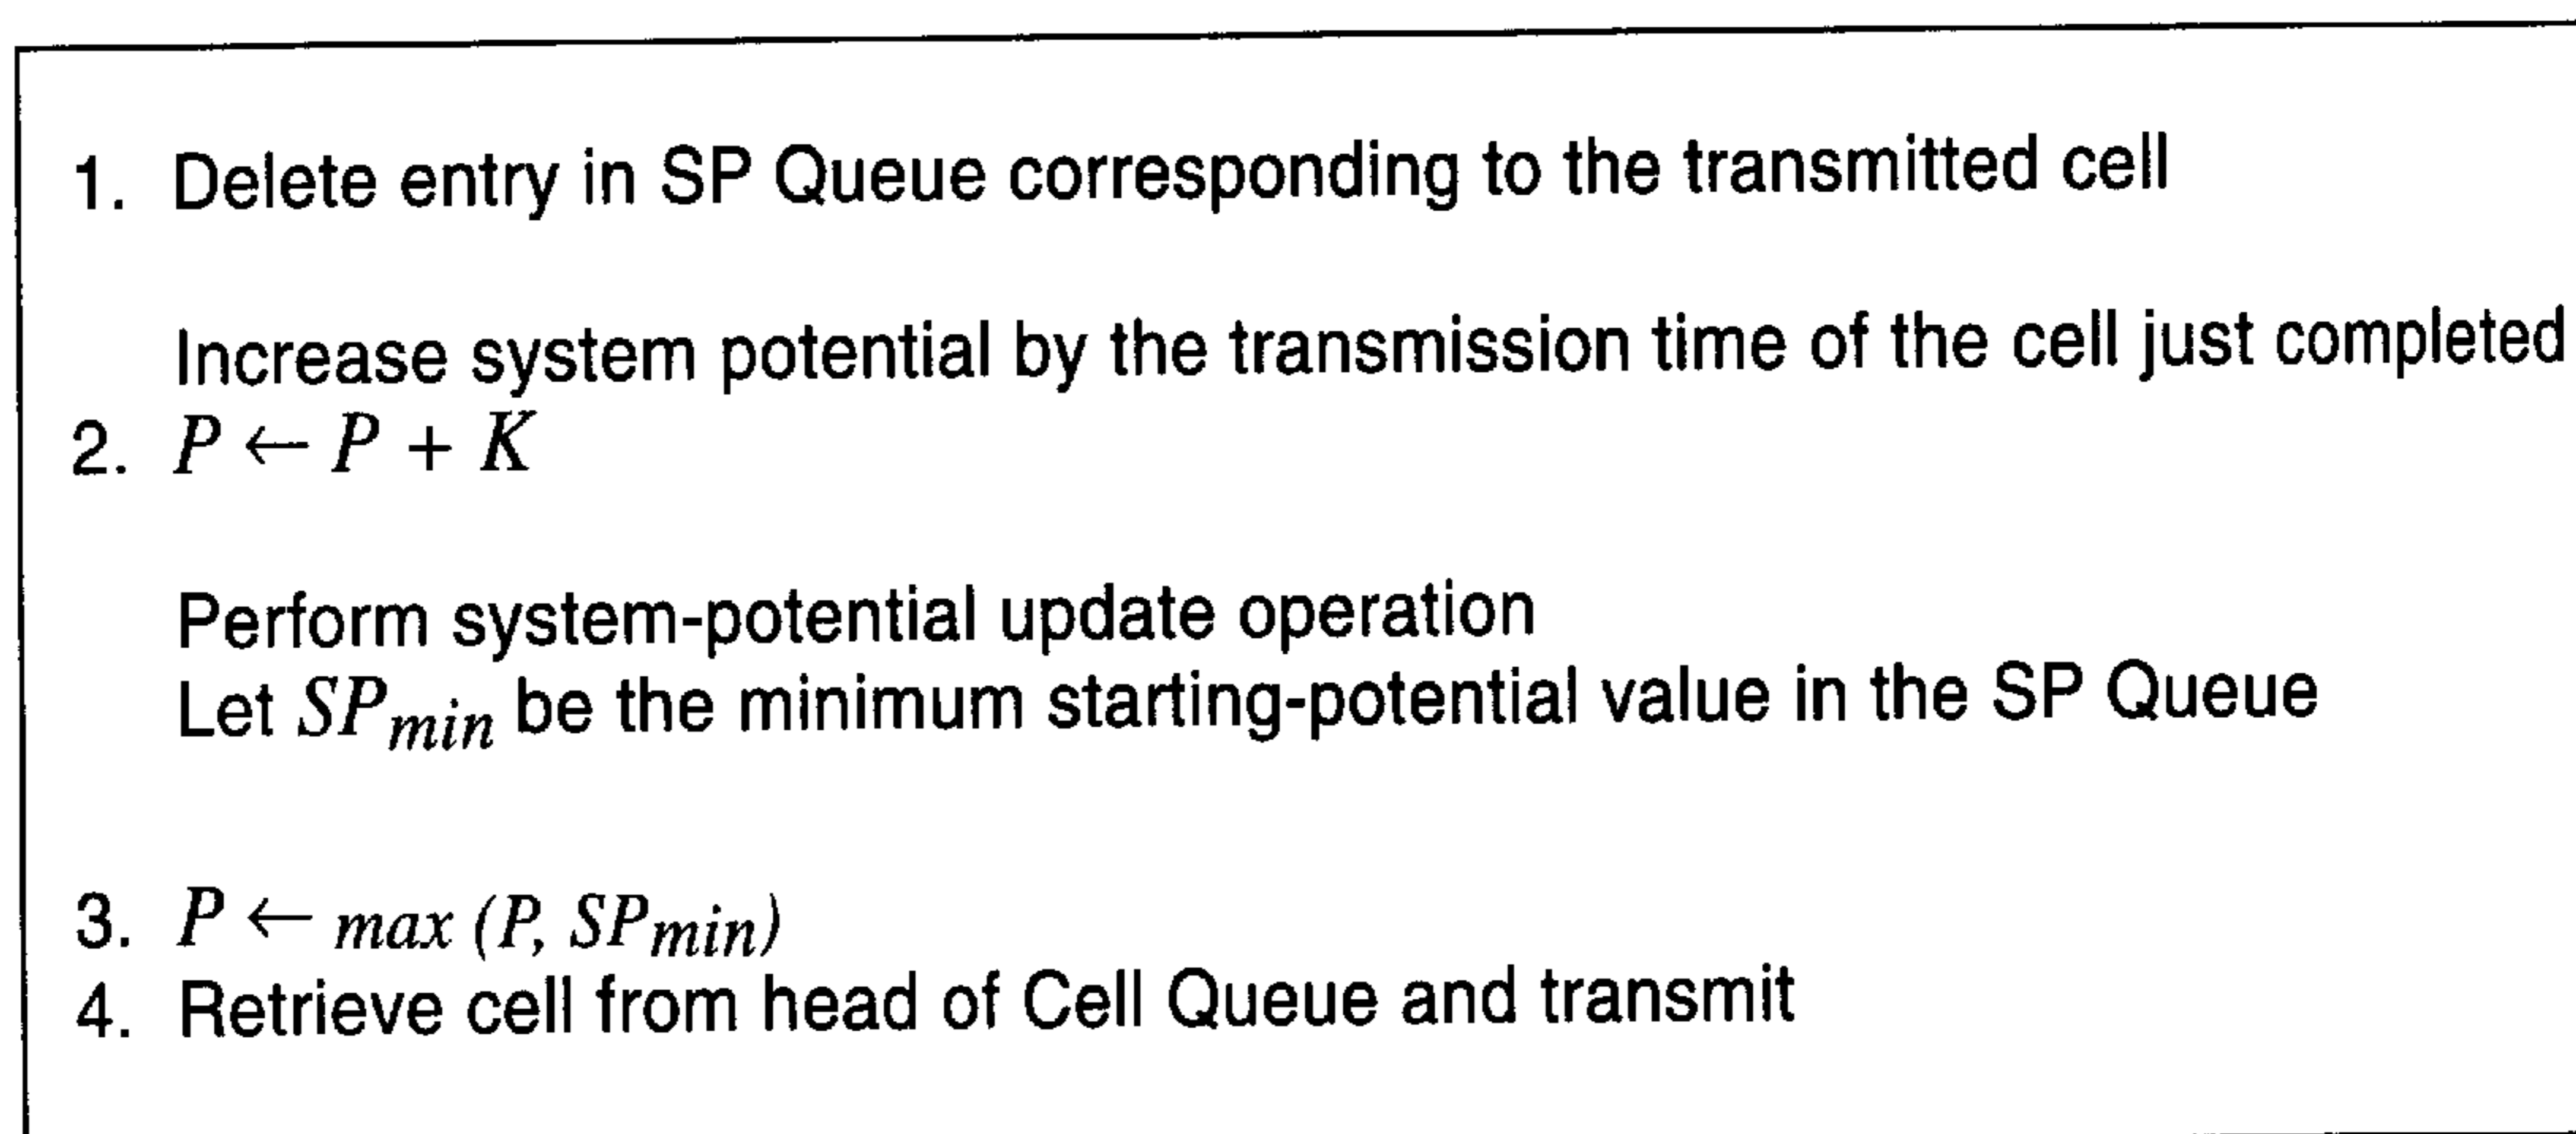 1. Delete entry in SP Queue corresponding to the transmitted cell
Increase system potential by the transmission time of the cell just completed
2. P ← P + K
Perform system-potential update operation
Let SPmin be the minimum starting-potential value in the SP Queue
3. P ← max (P, SPmin)
4. Retrieve cell from head of Cell Queue and transmit